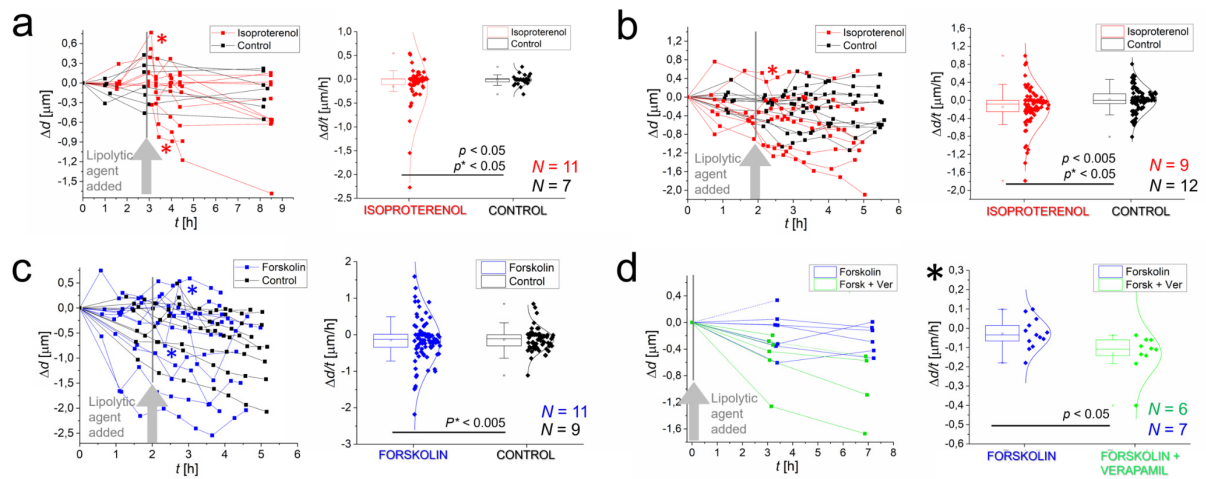 a
Isoproterenol
Control
0,6
0,3
0,0
-0,3
-0,6
-0,9
-1,2
-1,5
Δd [µm]
*
*
Lipolytic
agent
added
0 1 2 3 4 5 6 7 8 9
t [h]
Isoproterenol
Control
1,0
0,5
0,0
-0,5
-1,0
-1,5
-2,0
-2,5
Δd/t [µm/h]
p < 0.05
p* < 0.05
N = 11
N = 7
ISOPROTERENOL CONTROL
b
Isoproterenol
Control
1,2
0,8
0,4
0,0
-0,4
-0,8
-1,2
-1,6
-2,0
Δd [µm]
*
Lipolytic
agent
added
0 1 2 3 4 5 6
t [h]
Isoproterenol
Control
1,6
1,2
0,8
0,4
0,0
-0,4
-0,8
-1,2
-1,6
-2,0
Δd/t [µm/h]
p < 0.005
p* < 0.05
N = 9
N = 12
ISOPROTERENOL CONTROL
c
Forskolin
Control
0,5
0,0
-0,5
-1,0
-1,5
-2,0
-2,5
Δd [µm]
*
*
Lipolytic
agent
added
0 1 2 3 4 5
t [h]
Forskolin
Control
2
1
0
-1
-2
-3
Δd/t [µm/h]
P* < 0.005
N = 11
N = 9
FORSKOLIN CONTROL
d
Forskolin
Forsk + Ver
0,4
0,0
-0,4
-0,8
-1,2
-1,6
Δd [µm]
Lipolytic
agent
added
0 1 2 3 4 5 6 7 8
t [h]
*
Forskolin
Forsk + Ver
0,3
0,2
0,1
-0,0
-0,1
-0,2
-0,3
-0,4
-0,5
-0,6
Δd/t [µm/h]
p < 0.05
N = 6
N = 7
FORSKOLIN FORSKOLIN +
VERAPAMIL